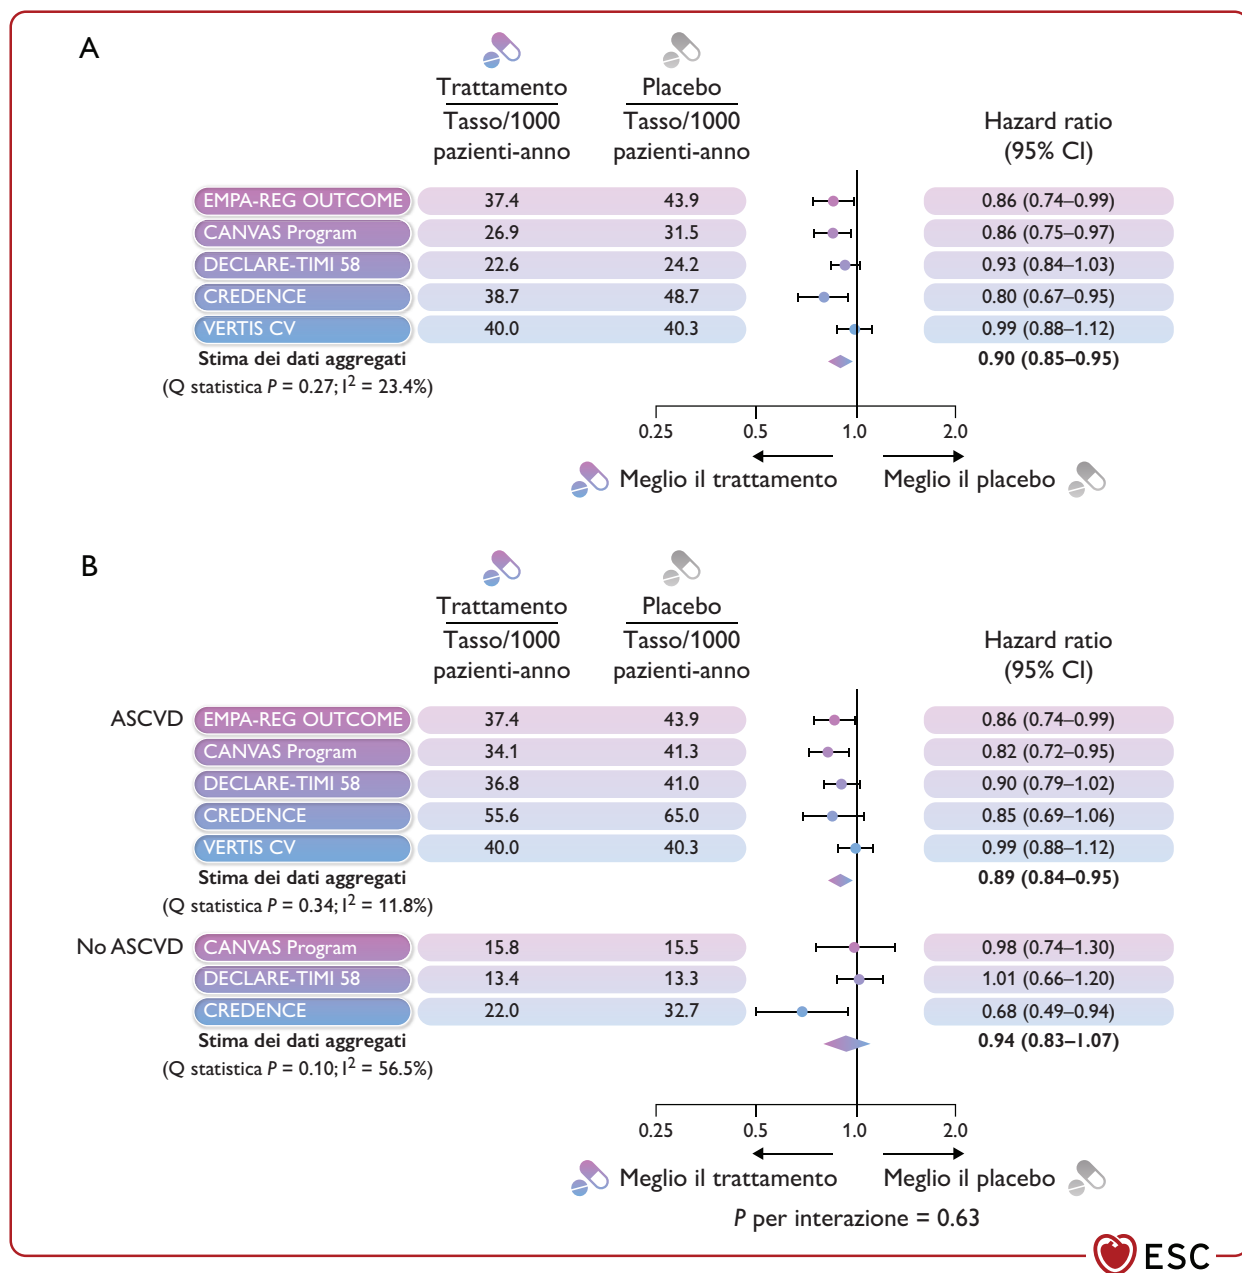 A
Trattamento Placebo
Tasso/1000 Tasso/1000 Hazard ratio
pazienti-anno pazienti-anno (95% CI)
EMPA-REG OUTCOME 37.4 43.9 0.86 (0.74–0.99)
CANVAS Program 26.9 31.5 0.86 (0.75–0.97)
DECLARE-TIMI 58 22.6 24.2 0.93 (0.84–1.03)
CREDENCE 38.7 48.7 0.80 (0.67–0.95)
VERTIS CV 40.0 40.3 0.99 (0.88–1.12)
Stima dei dati aggregati 0.90 (0.85–0.95)
(Q statistica P = 0.27; I² = 23.4%)
0.25 0.5 1.0 2.0
Meglio il trattamento Meglio il placebo
B
Trattamento Placebo
Tasso/1000 Tasso/1000 Hazard ratio
pazienti-anno pazienti-anno (95% CI)
ASCVD EMPA-REG OUTCOME 37.4 43.9 0.86 (0.74–0.99)
CANVAS Program 34.1 41.3 0.82 (0.72–0.95)
DECLARE-TIMI 58 36.8 41.0 0.90 (0.79–1.02)
CREDENCE 55.6 65.0 0.85 (0.69–1.06)
VERTIS CV 40.0 40.3 0.99 (0.88–1.12)
Stima dei dati aggregati 0.89 (0.84–0.95)
(Q statistica P = 0.34; I² = 11.8%)
No ASCVD CANVAS Program 15.8 15.5 0.98 (0.74–1.30)
DECLARE-TIMI 58 13.4 13.3 1.01 (0.66–1.20)
CREDENCE 22.0 32.7 0.68 (0.49–0.94)
Stima dei dati aggregati 0.94 (0.83–1.07)
(Q statistica P = 0.10; I² = 56.5%)
0.25 0.5 1.0 2.0
Meglio il trattamento Meglio il placebo
P per interazione = 0.63
ESC